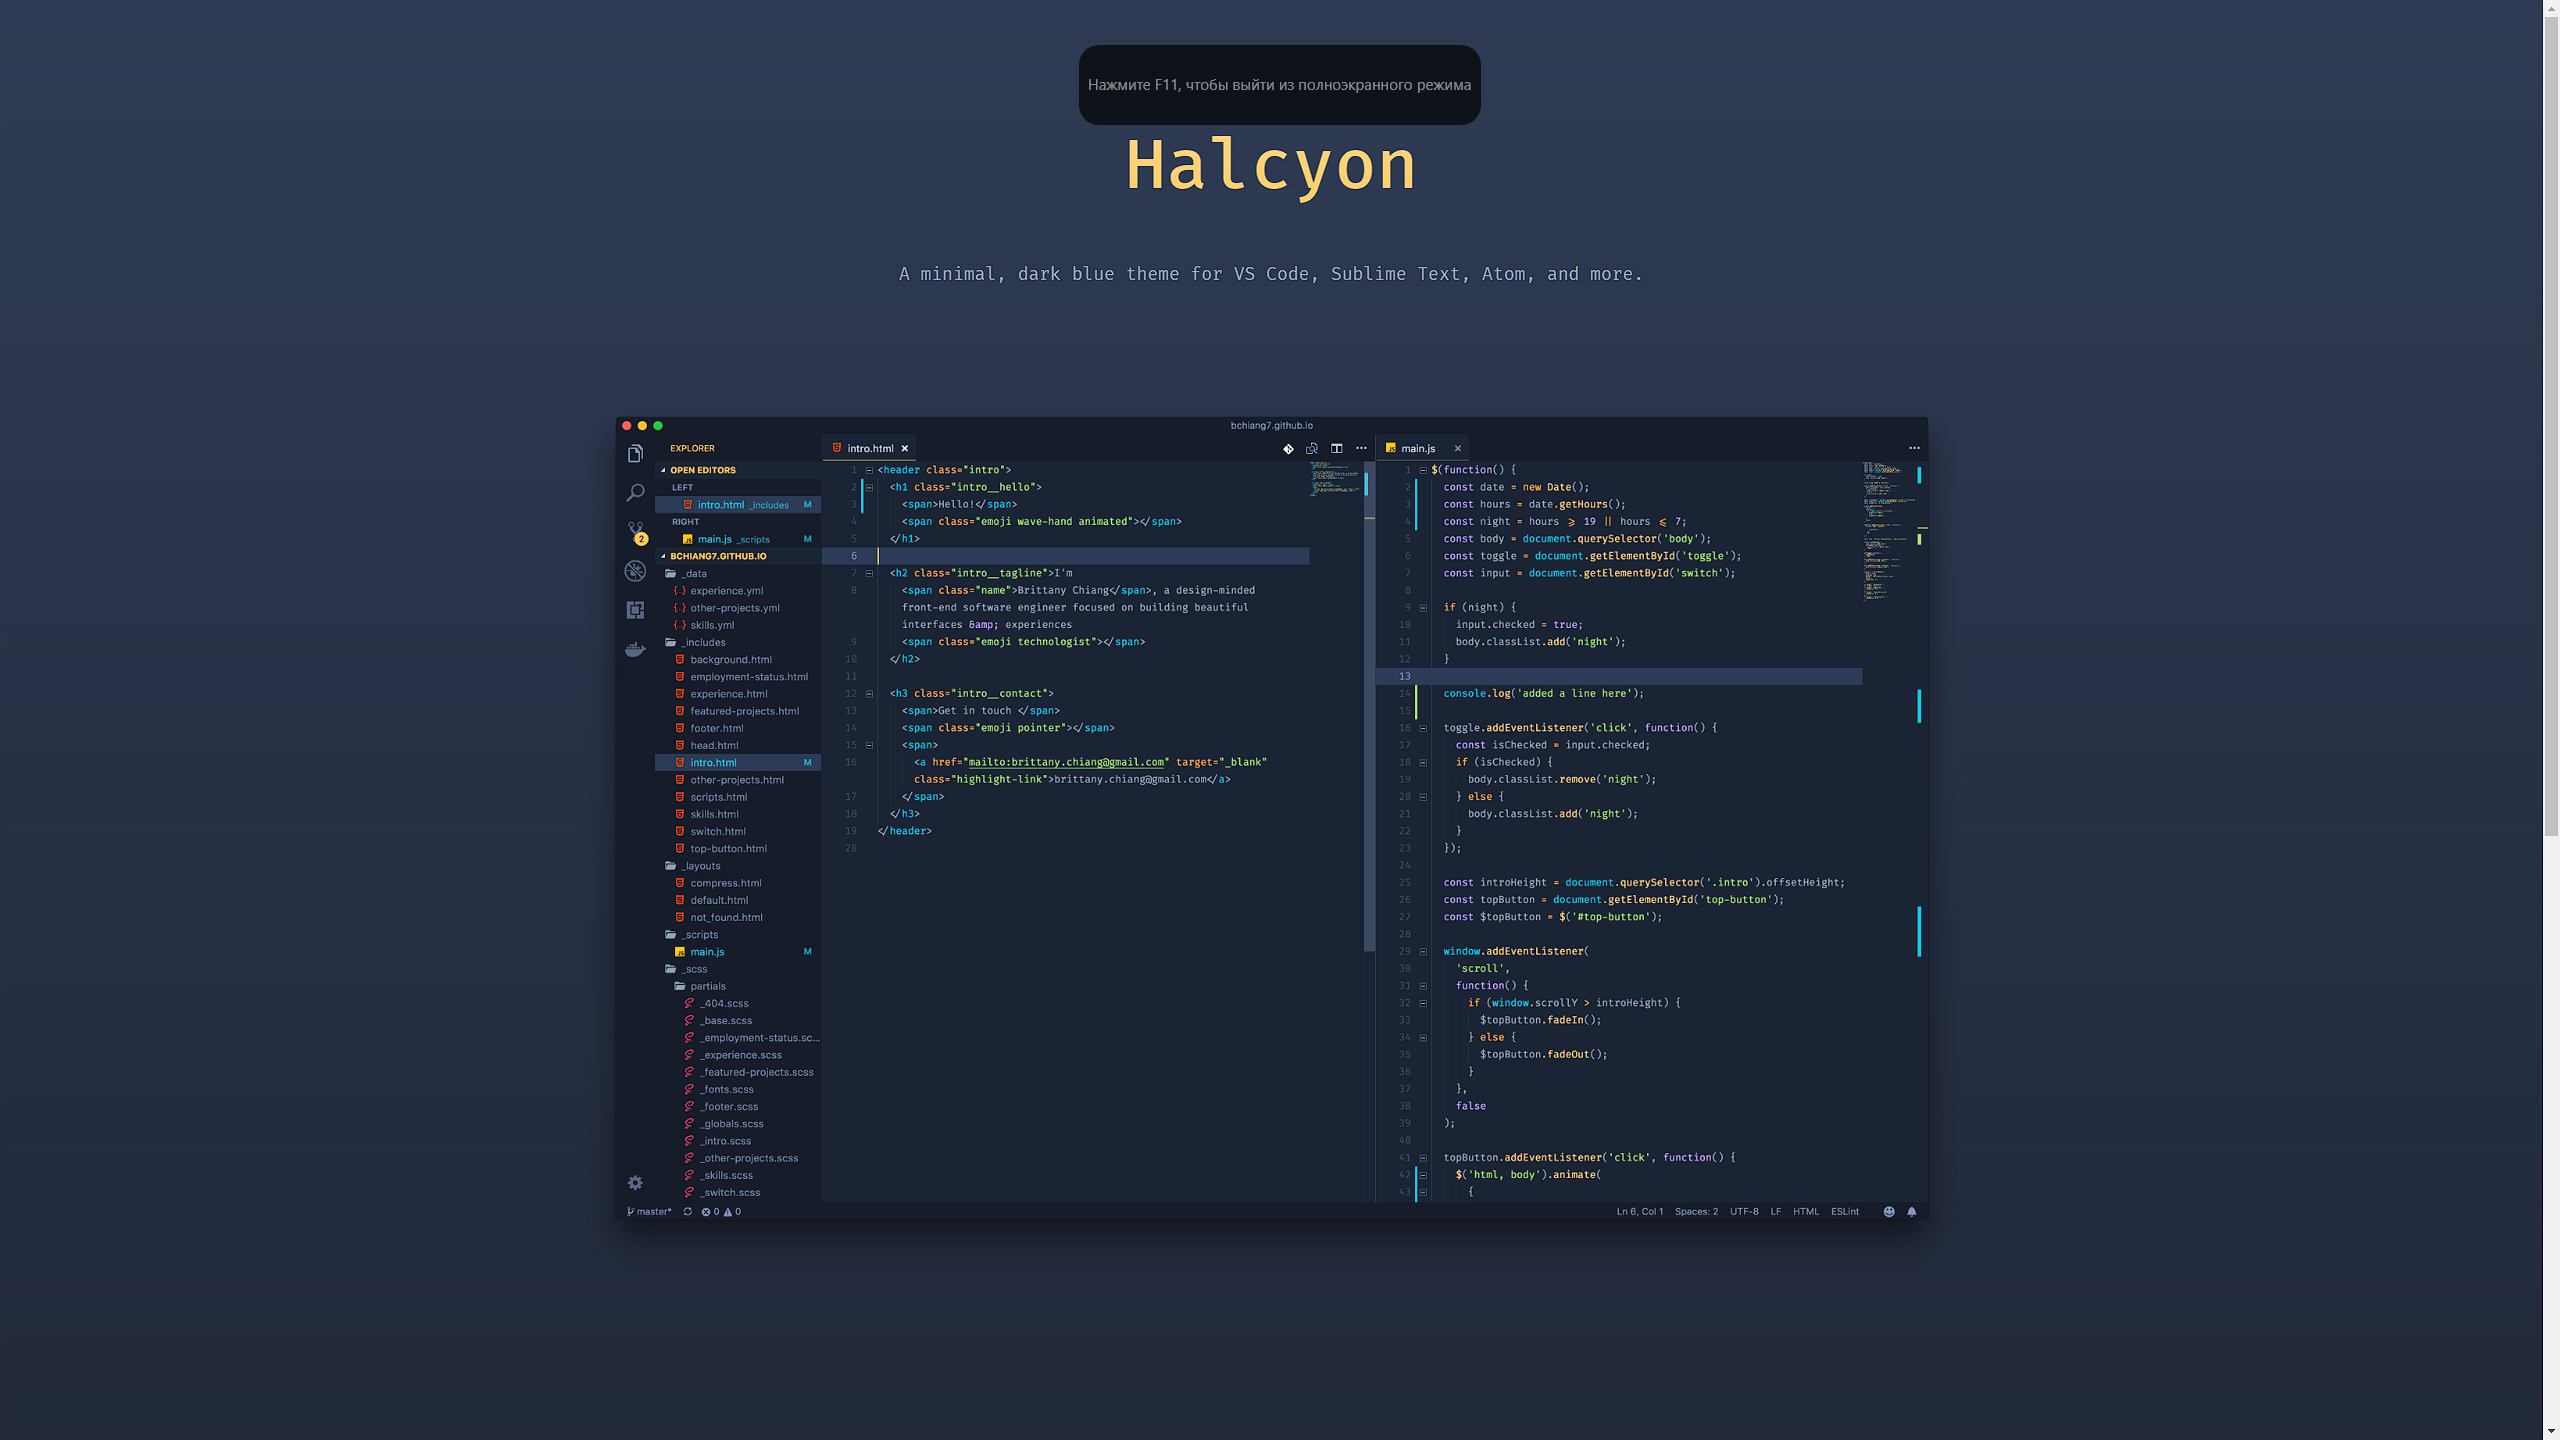 Нажмите F11, чтобы выйти из полноэкранного режима
Halcyon
A minimal, dark blue theme for VS Code, Sublime Text, Atom, and more.
bchiang7.github.io
EXPLORER
OPEN EDITORS
LEFT
intro.html _includes M
RIGHT
main.js _scripts M
2
BCHIANG7.GITHUB.IO
_data
experience.yml
other-projects.yml
skills.yml
_includes
background.html
employment-status.html
experience.html
featured-projects.html
footer.html
head.html
intro.html M
other-projects.html
scripts.html
skills.html
switch.html
top-button.html
_layouts
compress.html
default.html
not_found.html
_scripts
main.js M
_scss
partials
_404.scss
_base.scss
_employment-status.sc...
_experience.scss
_featured-projects.scss
_fonts.scss
_footer.scss
_globals.scss
_intro.scss
_other-projects.scss
_skills.scss
_switch.scss
intro.html ×
1 <header class="intro">
2 <h1 class="intro__hello">
3 <span>Hello!</span>
4 <span class="emoji wave-hand animated"></span>
5 </h1>
6
7 <h2 class="intro__tagline">I'm
8 <span class="name">Brittany Chiang</span>, a design-minded
front-end software engineer focused on building beautiful
interfaces &amp; experiences
9 <span class="emoji technologist"></span>
10 </h2>
11
12 <h3 class="intro__contact">
13 <span>Get in touch </span>
14 <span class="emoji pointer"></span>
15 <span>
16 <a href="mailto:brittany.chiang@gmail.com" target="_blank"
class="highlight-link">brittany.chiang@gmail.com</a>
17 </span>
18 </h3>
19 </header>
20
main.js ×
1 $(function() {
2 const date = new Date();
3 const hours = date.getHours();
4 const night = hours ⩾ 19 || hours ⩽ 7;
5 const body = document.querySelector('body');
6 const toggle = document.getElementById('toggle');
7 const input = document.getElementById('switch');
8
9 if (night) {
10 input.checked = true;
11 body.classList.add('night');
12 }
13
14 console.log('added a line here');
15
16 toggle.addEventListener('click', function() {
17 const isChecked = input.checked;
18 if (isChecked) {
19 body.classList.remove('night');
20 } else {
21 body.classList.add('night');
22 }
23 });
24
25 const introHeight = document.querySelector('.intro').offsetHeight;
26 const topButton = document.getElementById('top-button');
27 const $topButton = $('#top-button');
28
29 window.addEventListener(
30 'scroll',
31 function() {
32 if (window.scrollY > introHeight) {
33 $topButton.fadeIn();
34 } else {
35 $topButton.fadeOut();
36 }
37 },
38 false
39 );
40
41 topButton.addEventListener('click', function() {
42 $('html, body').animate(
43 {
master* 0 0
Ln 6, Col 1 Spaces: 2 UTF-8 LF HTML ESLint